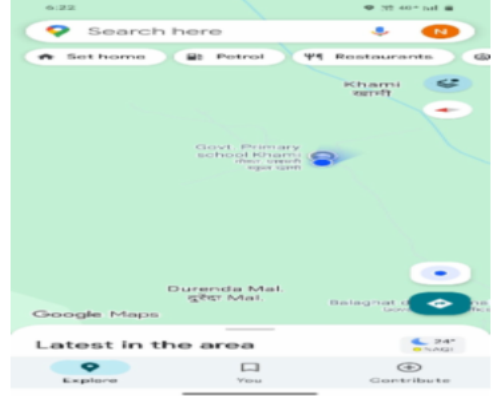 6:22
Search here
N
Set home
Petrol
Restaurants
Khami
खामी
Govt. Primary
school Khami
Durenda Mal.
दुरेंदा Mal.
Google Maps
Latest in the area
24°
Explore
You
Contribute